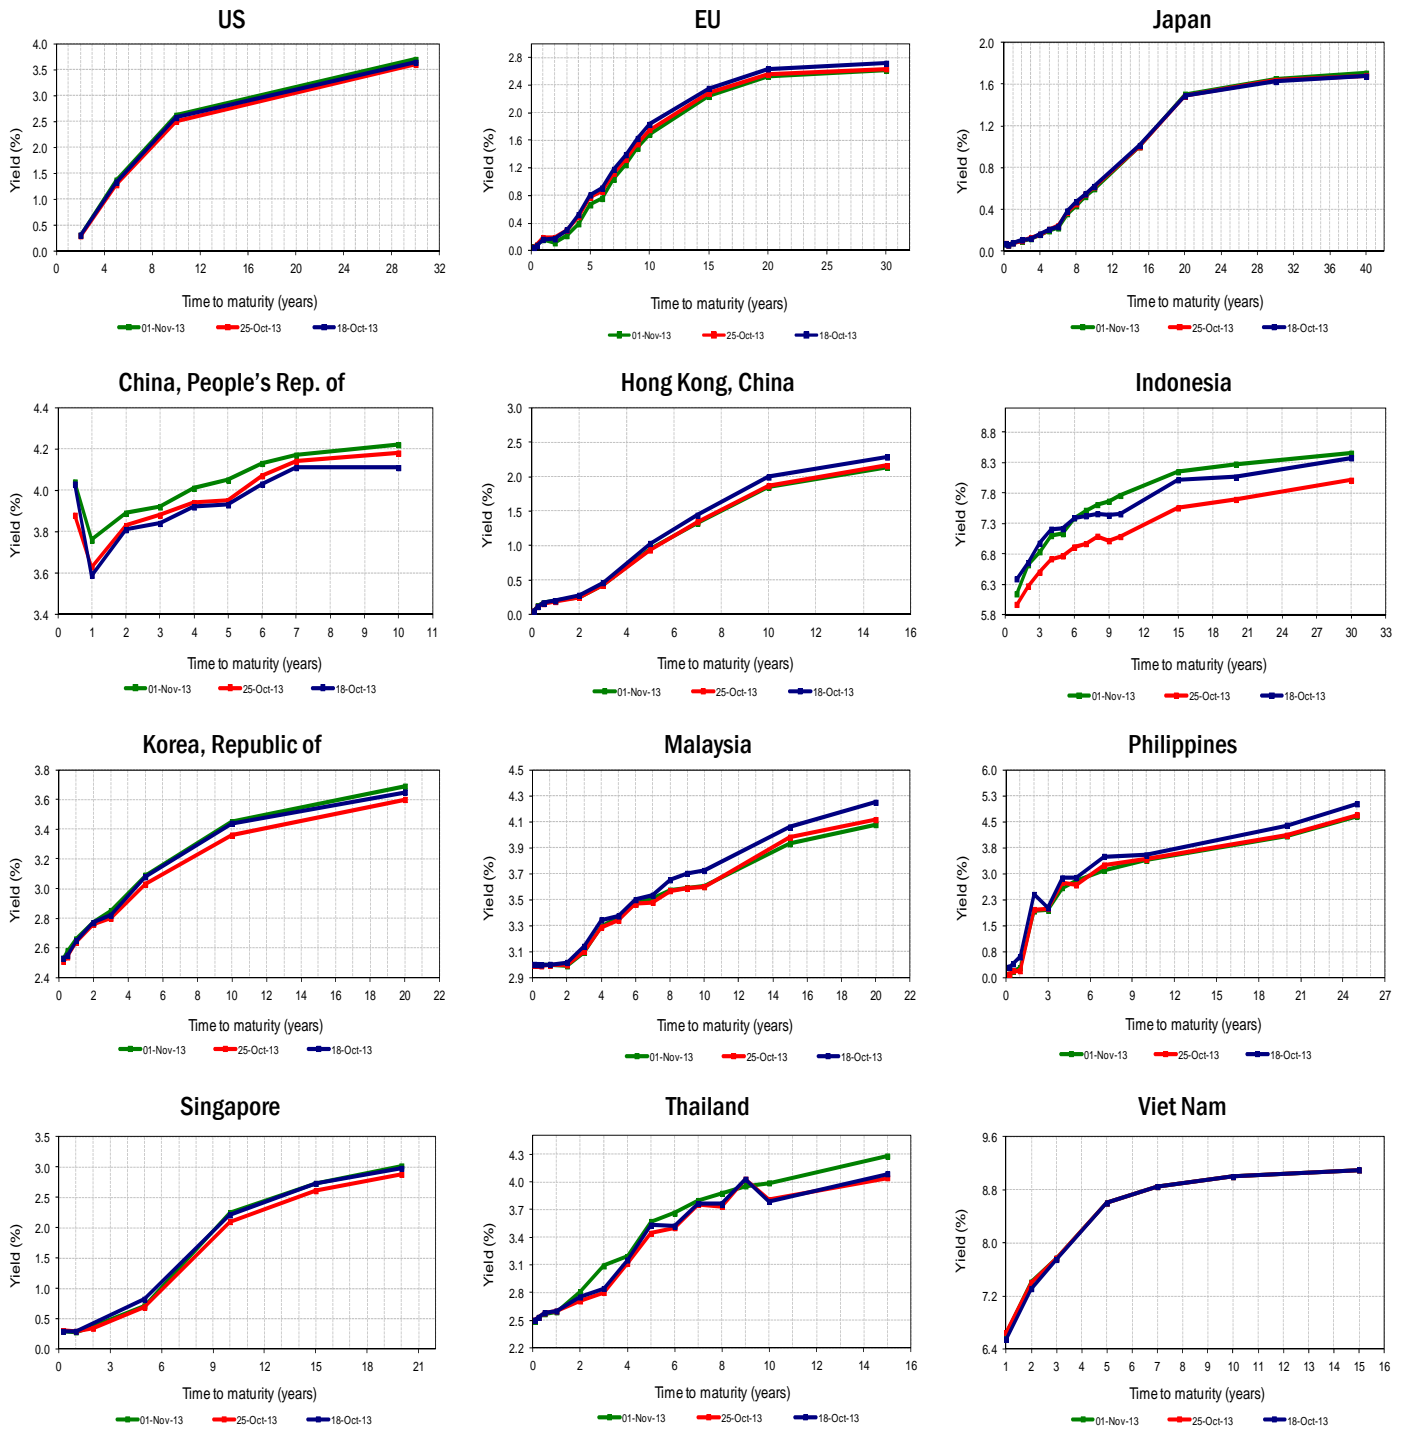 US
EU
Japan
4.0
3.5
3.0
2.5
2.0
1.5
1.0
0.5
0.0
Yield (%)
0 4 8 12 16 20 24 28 32
Time to maturity (years)
01-Nov-13 25-Oct-13 18-Oct-13
2.8
2.4
2.0
1.6
1.2
0.8
0.4
0.0
Yield (%)
0 5 10 15 20 25 30
Time to maturity (years)
01-Nov-13 25-Oct-13 18-Oct-13
2.0
1.6
1.2
0.8
0.4
0.0
Yield (%)
0 4 8 12 16 20 24 28 32 36 40
Time to maturity (years)
01-Nov-13 25-Oct-13 18-Oct-13
China, People's Rep. of
Hong Kong, China
Indonesia
4.4
4.2
4.0
3.8
3.6
3.4
Yield (%)
0 1 2 3 4 5 6 7 8 9 10 11
Time to maturity (years)
01-Nov-13 25-Oct-13 18-Oct-13
3.0
2.5
2.0
1.5
1.0
0.5
0.0
Yield (%)
0 2 4 6 8 10 12 14 16
Time to maturity (years)
01-Nov-13 25-Oct-13 18-Oct-13
8.8
8.3
7.8
7.3
6.8
6.3
5.8
Yield (%)
0 3 6 9 12 15 18 21 24 27 30 33
Time to maturity (years)
01-Nov-13 25-Oct-13 18-Oct-13
Korea, Republic of
Malaysia
Philippines
3.8
3.6
3.4
3.2
3.0
2.8
2.6
2.4
Yield (%)
0 2 4 6 8 10 12 14 16 18 20 22
Time to maturity (years)
01-Nov-13 25-Oct-13 18-Oct-13
4.5
4.3
4.1
3.9
3.7
3.5
3.3
3.1
2.9
Yield (%)
0 2 4 6 8 10 12 14 16 18 20 22
Time to maturity (years)
01-Nov-13 25-Oct-13 18-Oct-13
6.0
5.3
4.5
3.8
3.0
2.3
1.5
0.8
0.0
Yield (%)
0 3 6 9 12 15 18 21 24 27
Time to maturity (years)
01-Nov-13 25-Oct-13 18-Oct-13
Singapore
Thailand
Viet Nam
3.5
3.0
2.5
2.0
1.5
1.0
0.5
0.0
Yield (%)
0 3 6 9 12 15 18 21
Time to maturity (years)
01-Nov-13 25-Oct-13 18-Oct-13
4.3
4.0
3.7
3.4
3.1
2.8
2.5
2.2
Yield (%)
0 2 4 6 8 10 12 14 16
Time to maturity (years)
01-Nov-13 25-Oct-13 18-Oct-13
9.6
8.8
8.0
7.2
6.4
Yield (%)
1 2 3 4 5 6 7 8 9 10 11 12 13 14 15 16
Time to maturity (years)
01-Nov-13 25-Oct-13 18-Oct-13